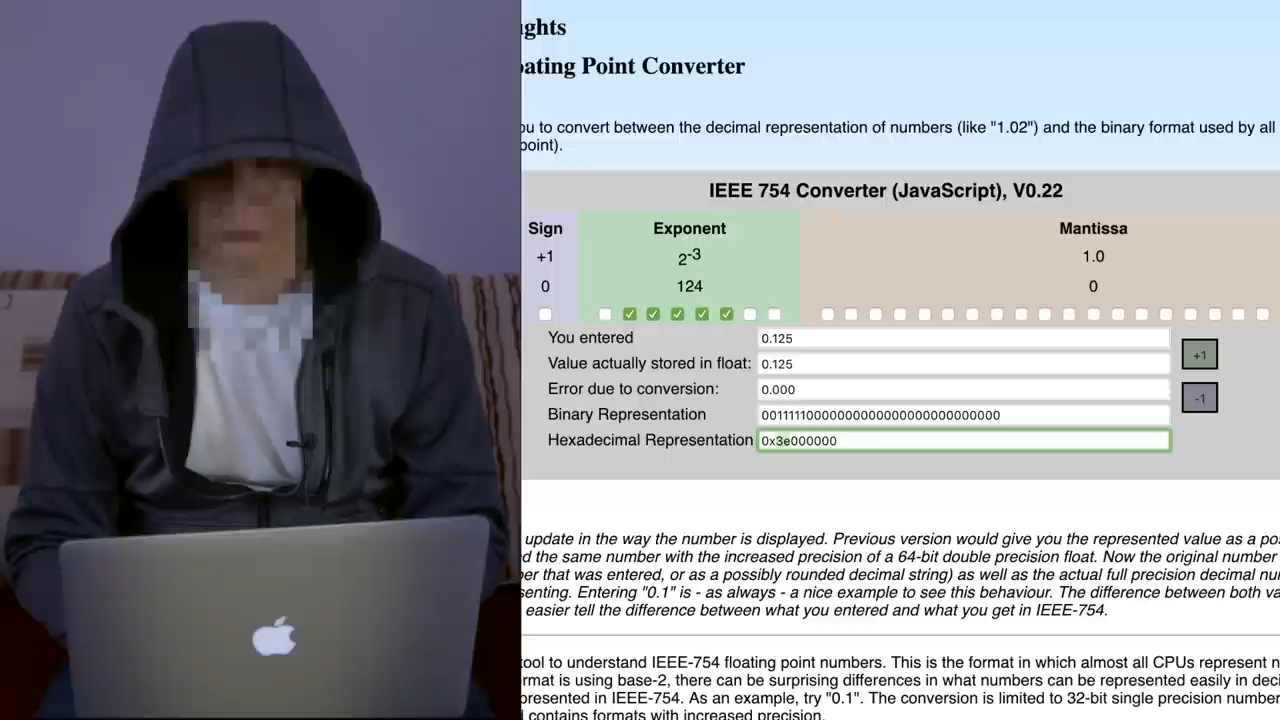 ights
oating Point Converter
ou to convert between the decimal representation of numbers (like "1.02") and the binary format used by all
point).
IEEE 754 Converter (JavaScript), V0.22
Sign Exponent Mantissa
+1 2-3 1.0
0 124 0
You entered 0.125
Value actually stored in float: 0.125
+1
Error due to conversion: 0.000
-1
Binary Representation 00111110000000000000000000000000
Hexadecimal Representation 0x3e000000
update in the way the number is displayed. Previous version would give you the represented value as a pos
d the same number with the increased precision of a 64-bit double precision float. Now the original number
ber that was entered, or as a possibly rounded decimal string) as well as the actual full precision decimal nu
senting. Entering "0.1" is - as always - a nice example to see this behaviour. The difference between both va
easier tell the difference between what you entered and what you get in IEEE-754.
tool to understand IEEE-754 floating point numbers. This is the format in which almost all CPUs represent n
ormat is using base-2, there can be surprising differences in what numbers can be represented easily in deci
presented in IEEE-754. As an example, try "0.1". The conversion is limited to 32-bit single precision number
contains formats with increased precision.